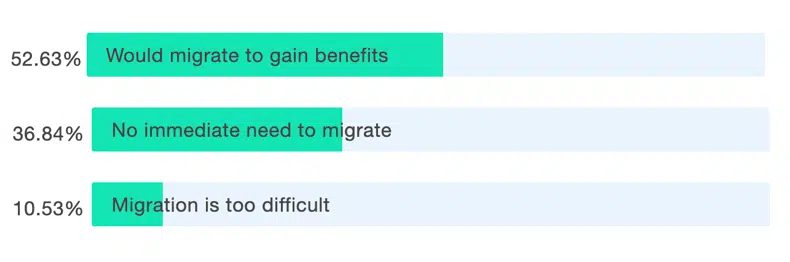 52.63% Would migrate to gain benefits
36.84% No immediate need to migrate
10.53% Migration is too difficult